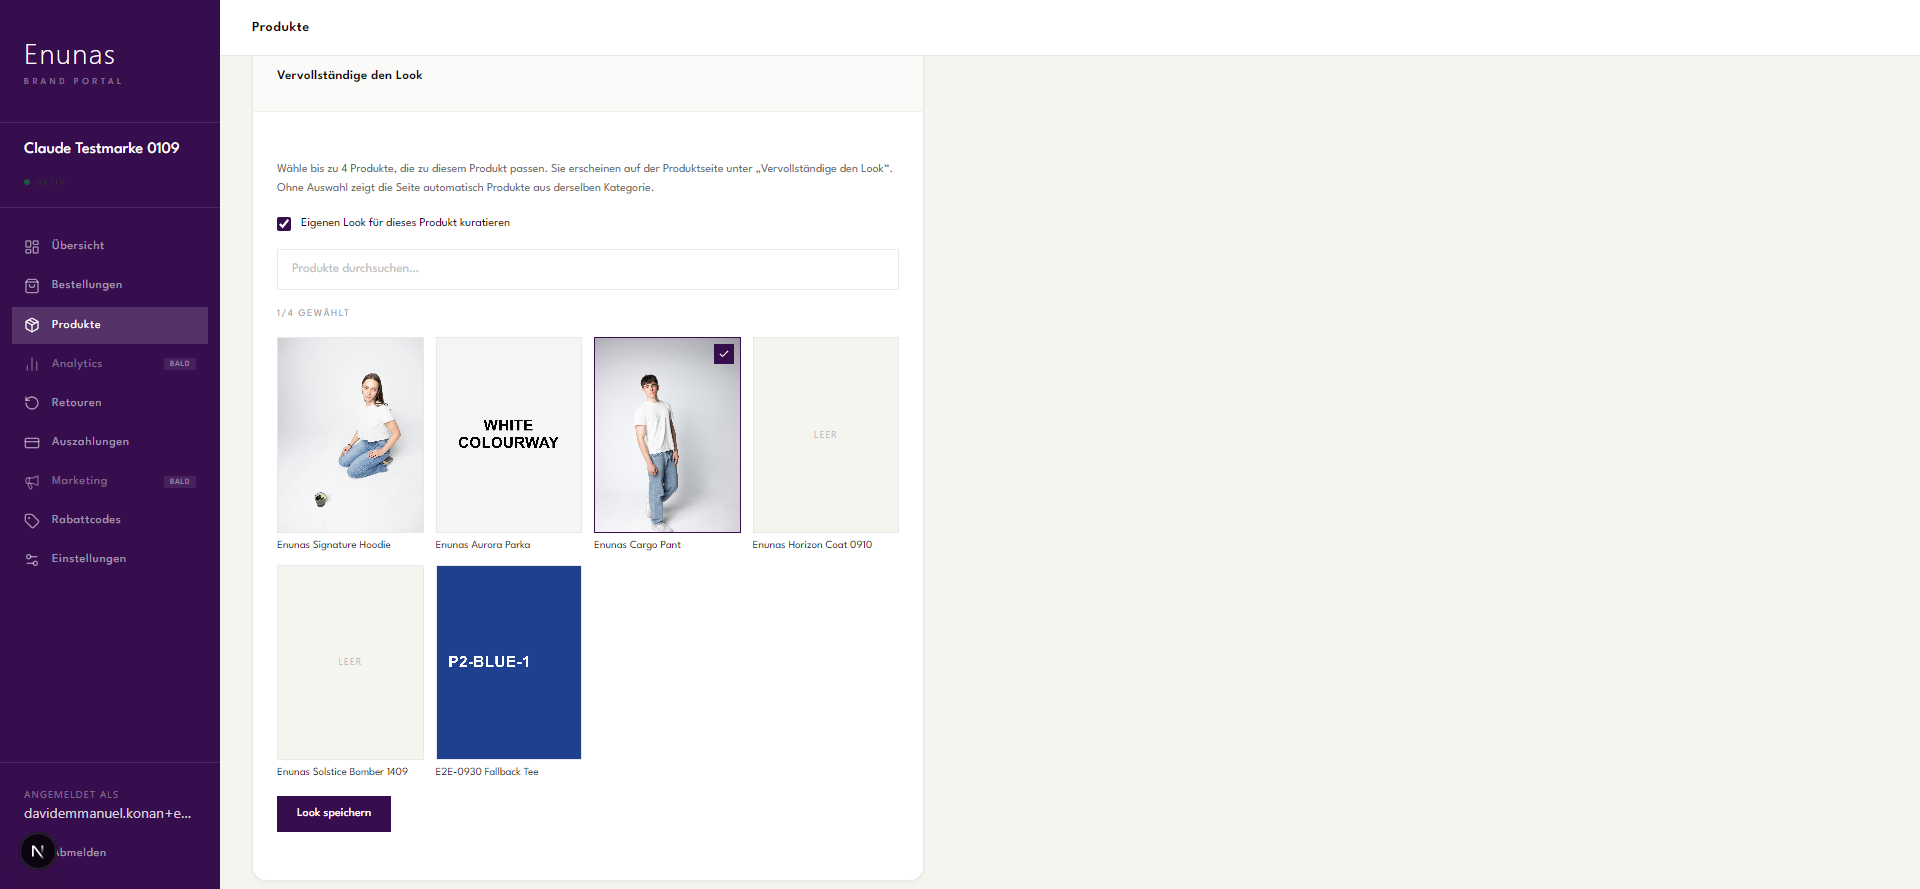 Enunas
BRAND PORTAL
Claude Testmarke 0109
AKTIV
Übersicht
Bestellungen
Produkte
Analytics BALD
Retouren
Auszahlungen
Marketing BALD
Rabattcodes
Einstellungen
ANGEMELDET ALS
davidemmanuel.konan+e...
N
Abmelden
Produkte
Vervollständige den Look
Wähle bis zu 4 Produkte, die zu diesem Produkt passen. Sie erscheinen auf der Produktseite unter „Vervollständige den Look“.
Ohne Auswahl zeigt die Seite automatisch Produkte aus derselben Kategorie.
Eigenen Look für dieses Produkt kuratieren
Produkte durchsuchen...
1/4 GEWÄHLT
WHITE
COLOURWAY
LEER
Enunas Signature Hoodie
Enunas Aurora Parka
Enunas Cargo Pant
Enunas Horizon Coat 0910
LEER
P2-BLUE-1
Enunas Solstice Bomber 1409
E2E-0930 Fallback Tee
Look speichern